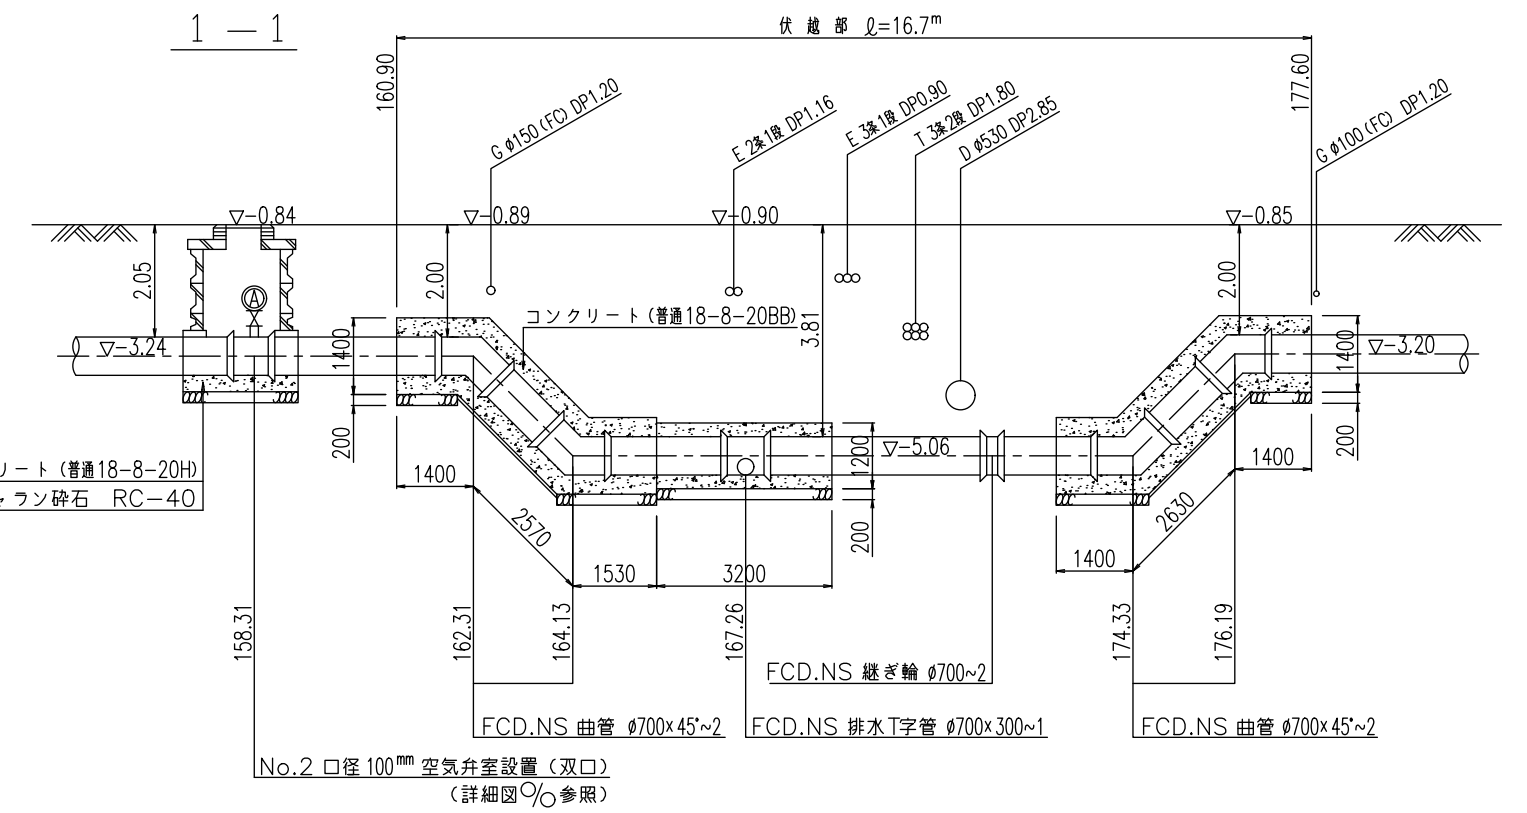 1 — 1
伏 越 部 ℓ=16.7m
160.90
177.60
G φ150 (FC) DP1.20
E 2条1段 DP1.16
E 3条1段 DP0.90
T 3条2段 DP1.80
D φ530 DP2.85
G φ100 (FC) DP1.20
▽-0.84
▽-0.89
▽-0.90
▽-0.85
2.05
2.00
3.81
2.00
A
コンクリート (普通18-8-20BB)
▽-3.24
1400
1400
▽-3.20
▽-5.06
1200
200
200
200
リート (普通18-8-20H)
ャラン砕石 RC-40
1400
1400
2570
2630
1530
3200
1400
158.31
162.31
164.13
167.26
174.33
176.19
FCD.NS 継ぎ輪 φ700~2
FCD.NS 曲管 φ700×45°~2
FCD.NS 排水T字管 φ700×300~1
FCD.NS 曲管 φ700×45°~2
No.2 口径100mm 空気弁室設置 (双口)
(詳細図○/○参照)